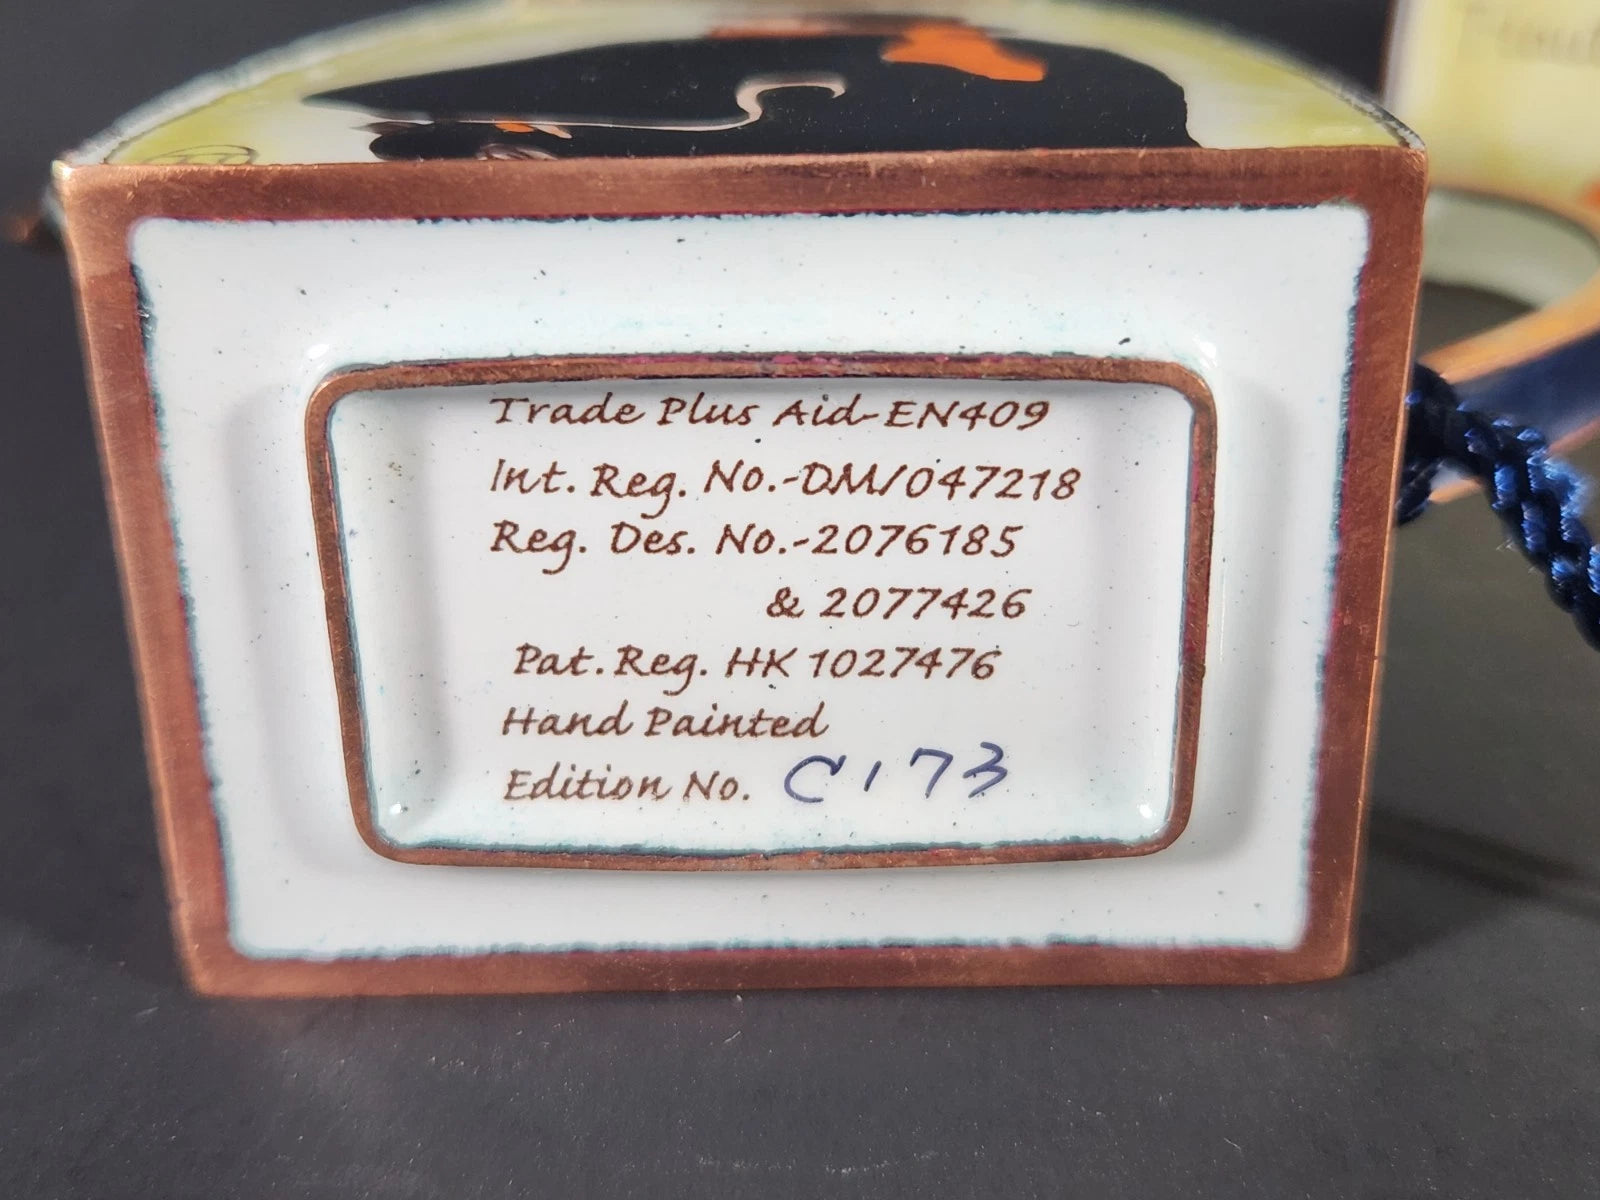 Trade Plus Aid-EN409
Int. Reg. No.-DM/047218
Reg. Des. No.-2076185
& 2077426
Pat. Reg. HK 1027476
Hand Painted
Edition No. C173